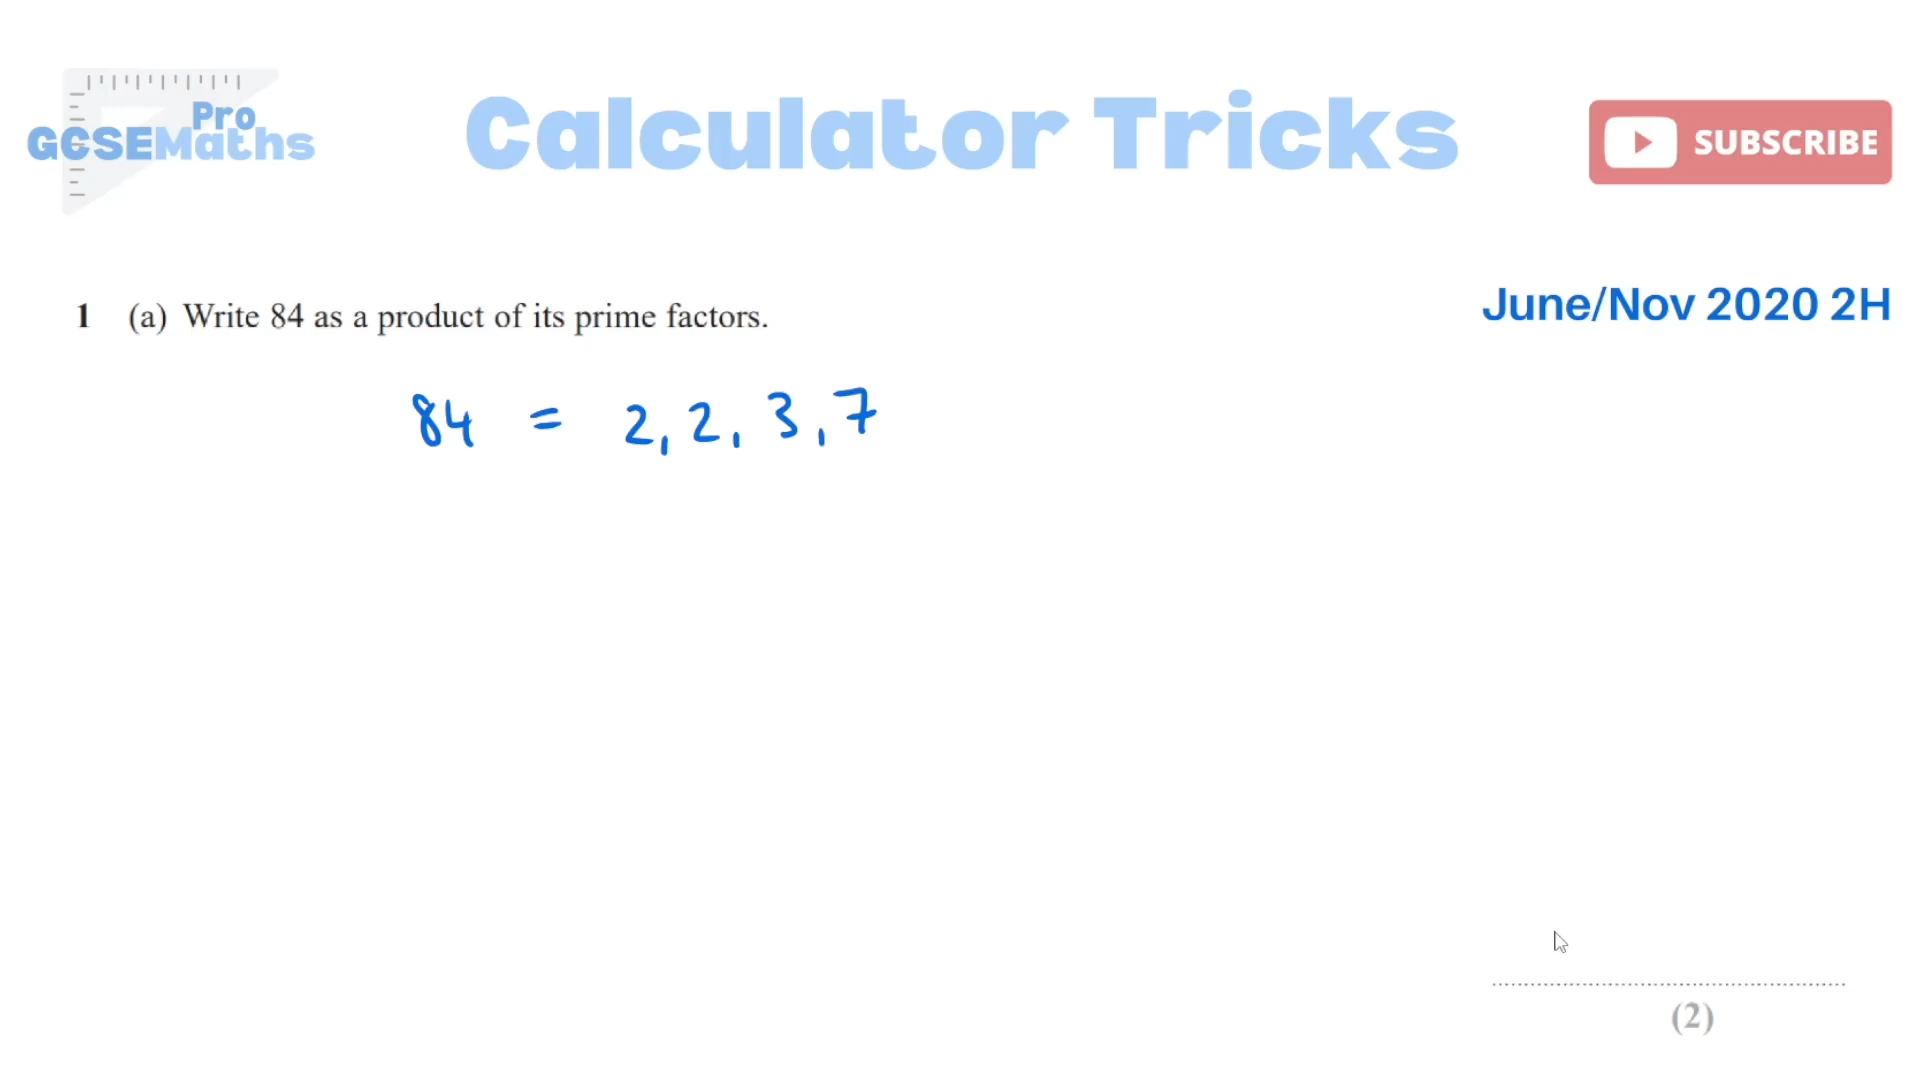 Pro
GCSEMaths
Calculator Tricks
SUBSCRIBE
1 (a) Write 84 as a product of its prime factors.
June/Nov 2020 2H
84 = 2, 2, 3, 7
(2)